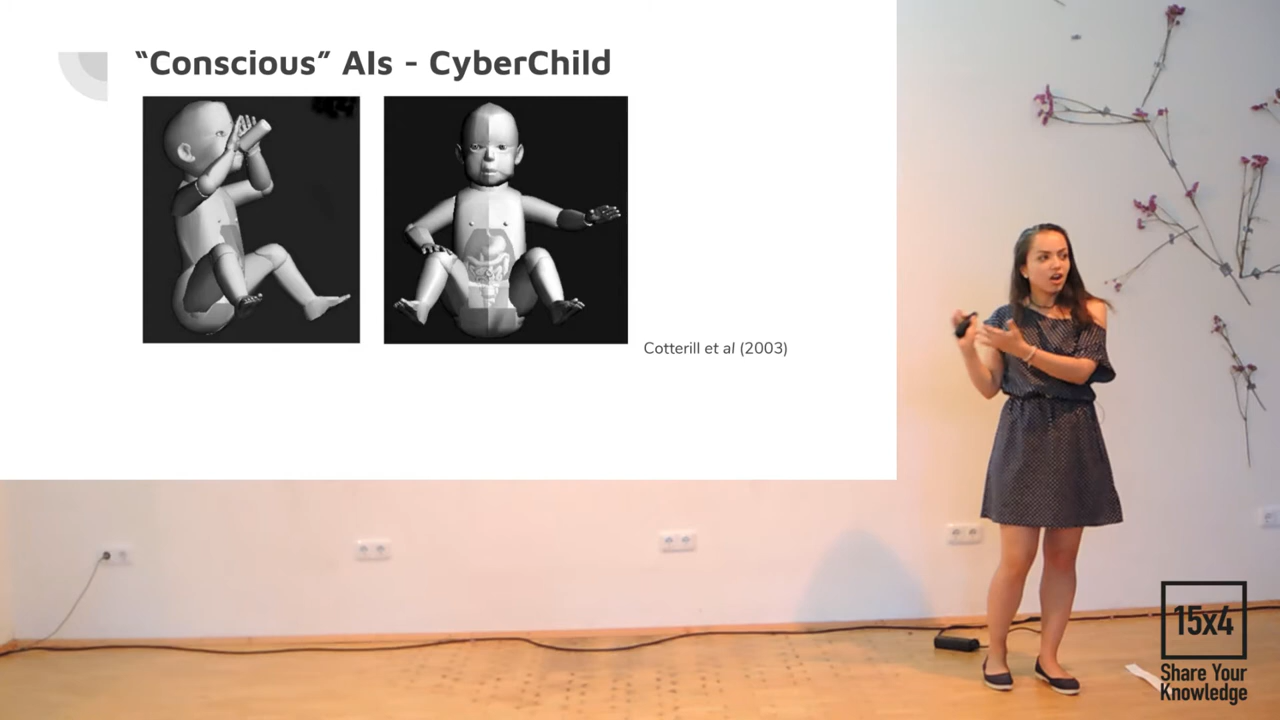 “Conscious” AIs - CyberChild
Cotterill et al (2003)
15x4
Share Your
Knowledge